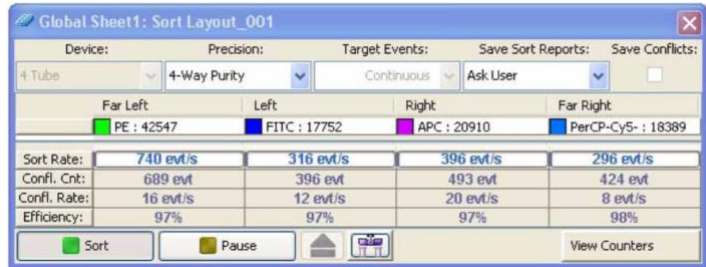 Global Sheet1: Sort Layout_001
Device: Precision: Target Events: Save Sort Reports: Save Conflicts:
4 Tube 4-Way Purity Continuous Ask User
Far Left Left Right Far Right
PE : 42547 FITC : 17752 APC : 20910 PerCP-Cy5- : 18389
Sort Rate: 740 evt/s 316 evt/s 396 evt/s 296 evt/s
Confl. Cnt: 689 evt 396 evt 493 evt 424 evt
Confl. Rate: 16 evt/s 12 evt/s 20 evt/s 8 evt/s
Efficiency: 97% 97% 97% 98%
Sort Pause View Counters